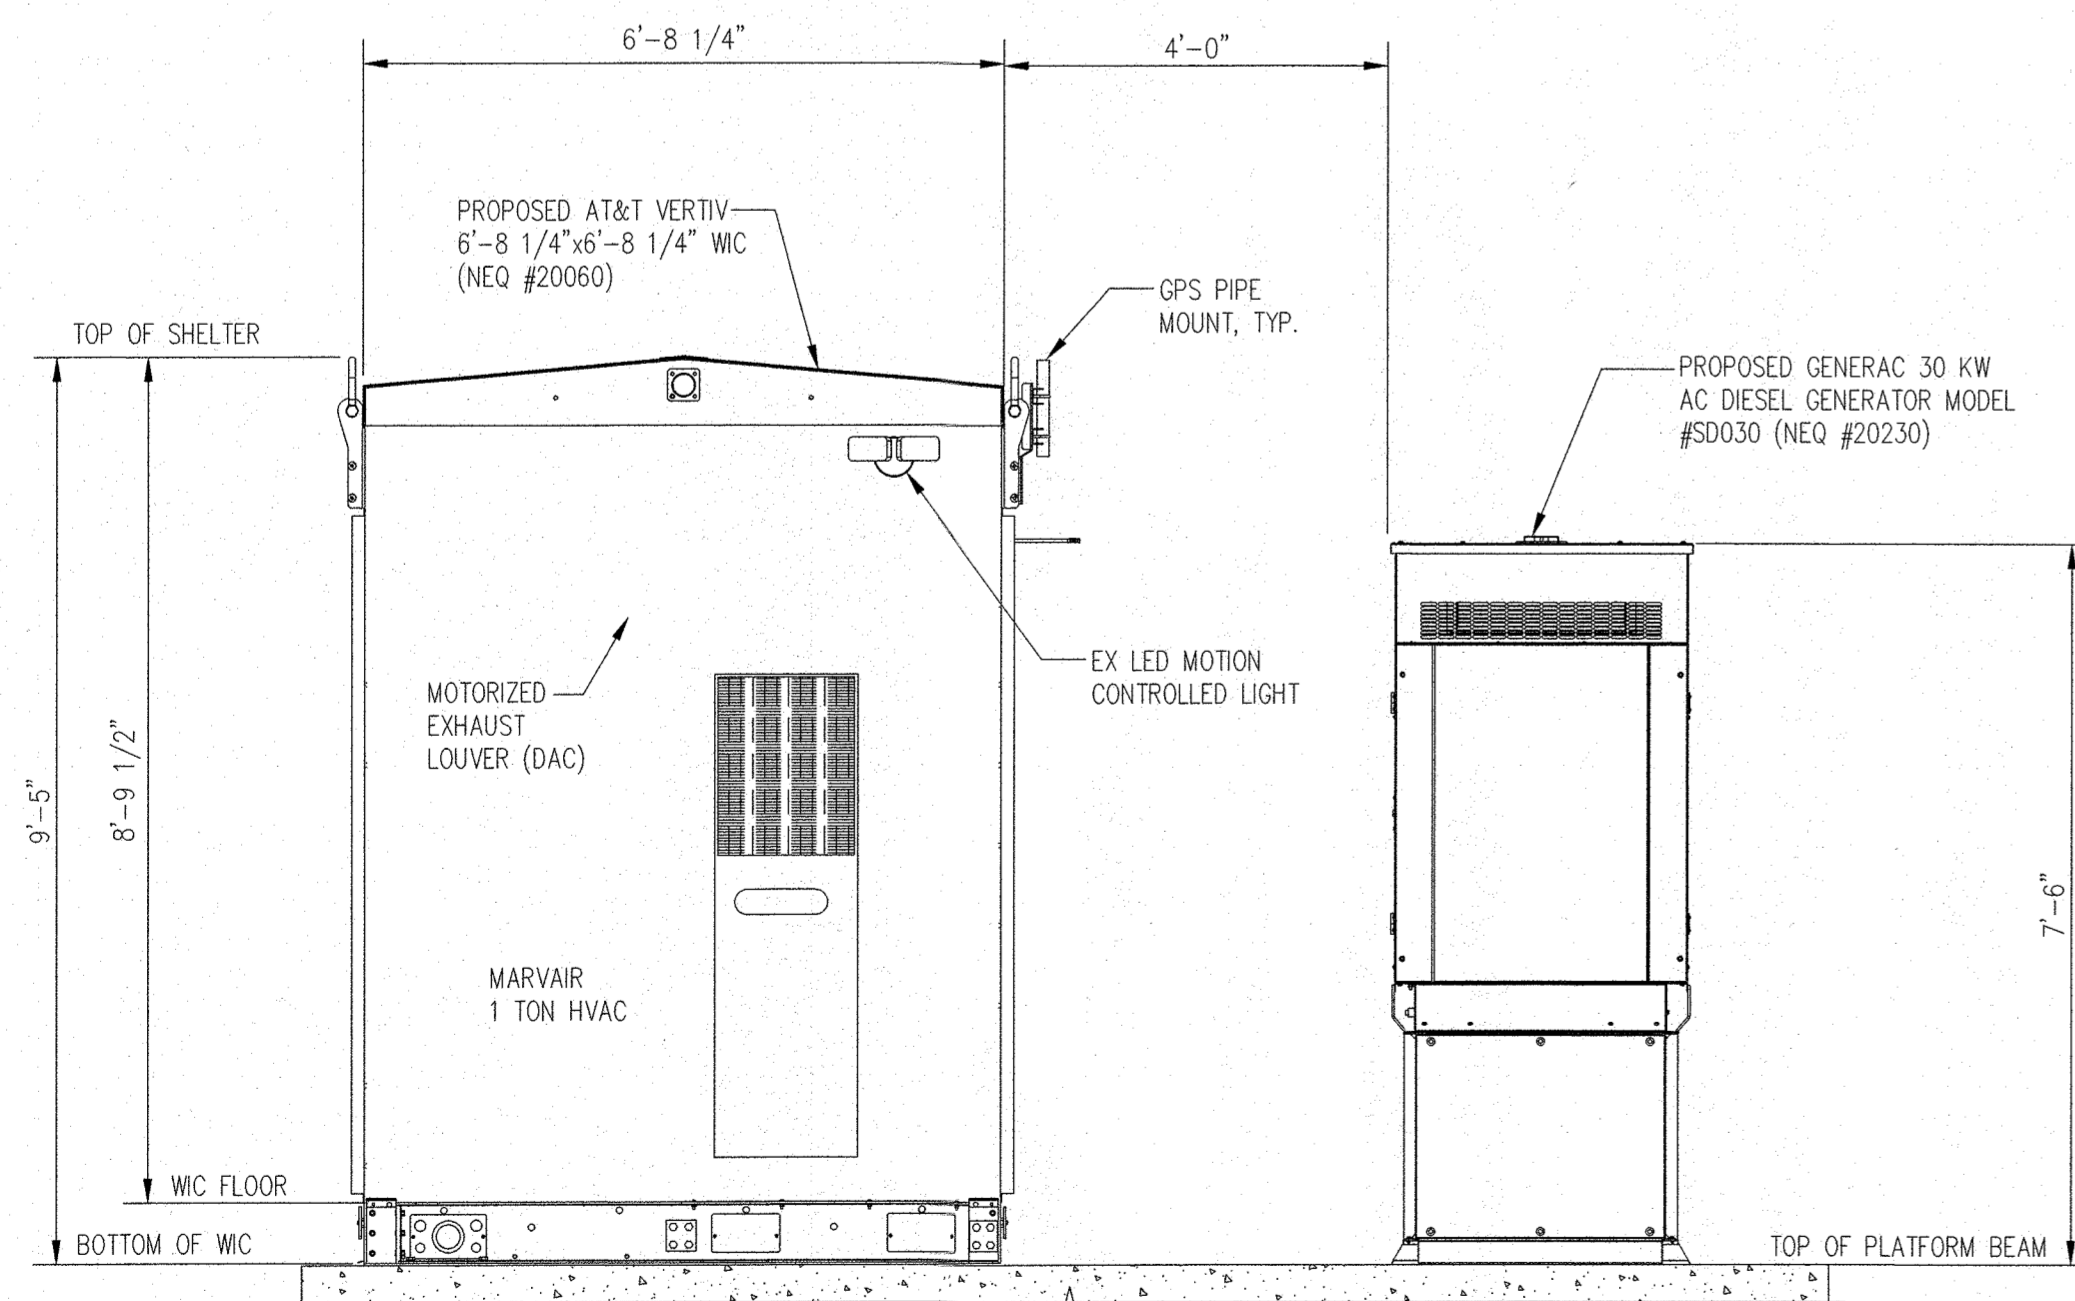 6'-8 1/4"
4'-0"
PROPOSED AT&T VERTIV
6'-8 1/4"x6'-8 1/4" WIC
(NEQ #20060)
GPS PIPE
MOUNT, TYP.
TOP OF SHELTER
PROPOSED GENERAC 30 KW
AC DIESEL GENERATOR MODEL
#SD030 (NEQ #20230)
EX LED MOTION
CONTROLLED LIGHT
MOTORIZED
EXHAUST
LOUVER (DAC)
9'-5"
8'-9 1/2"
7'-6"
MARVAIR
1 TON HVAC
WIC FLOOR
BOTTOM OF WIC
TOP OF PLATFORM BEAM